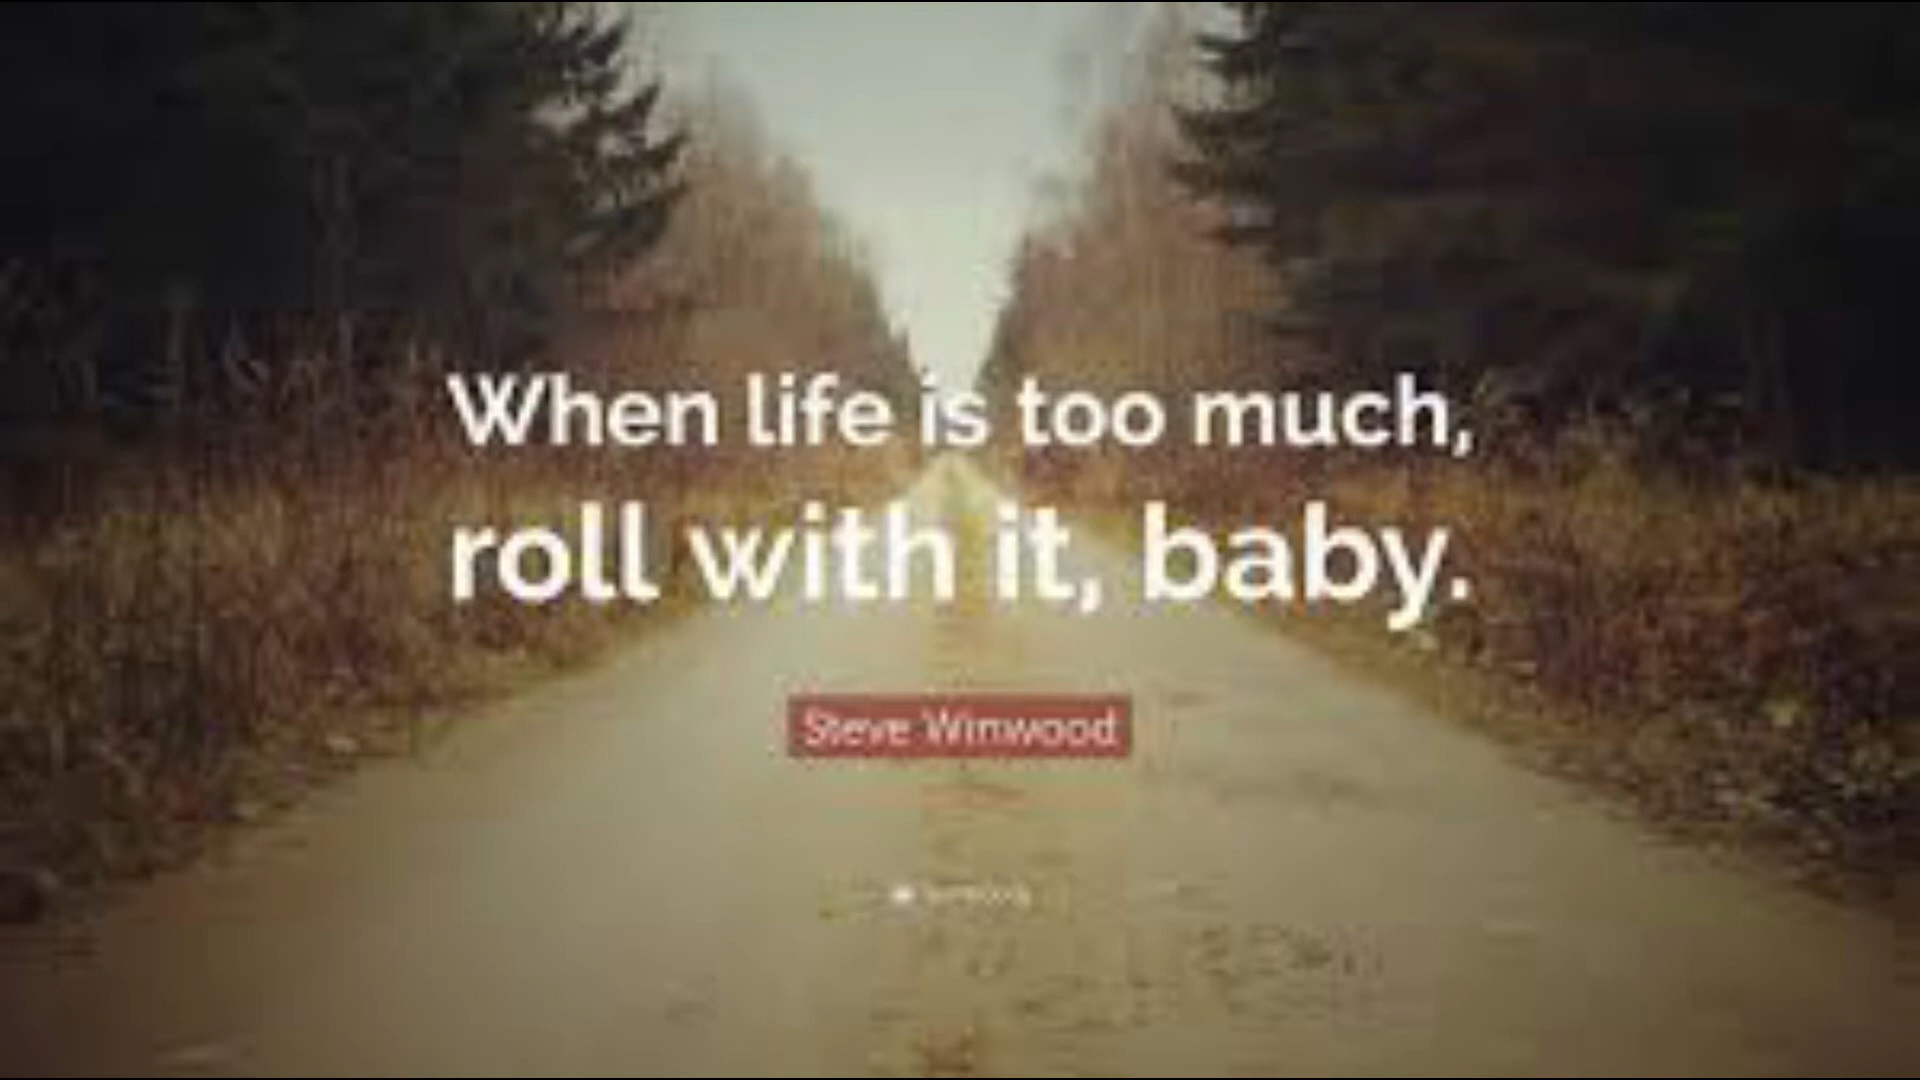 When life is too much,
roll with it, baby.
Steve Winwood